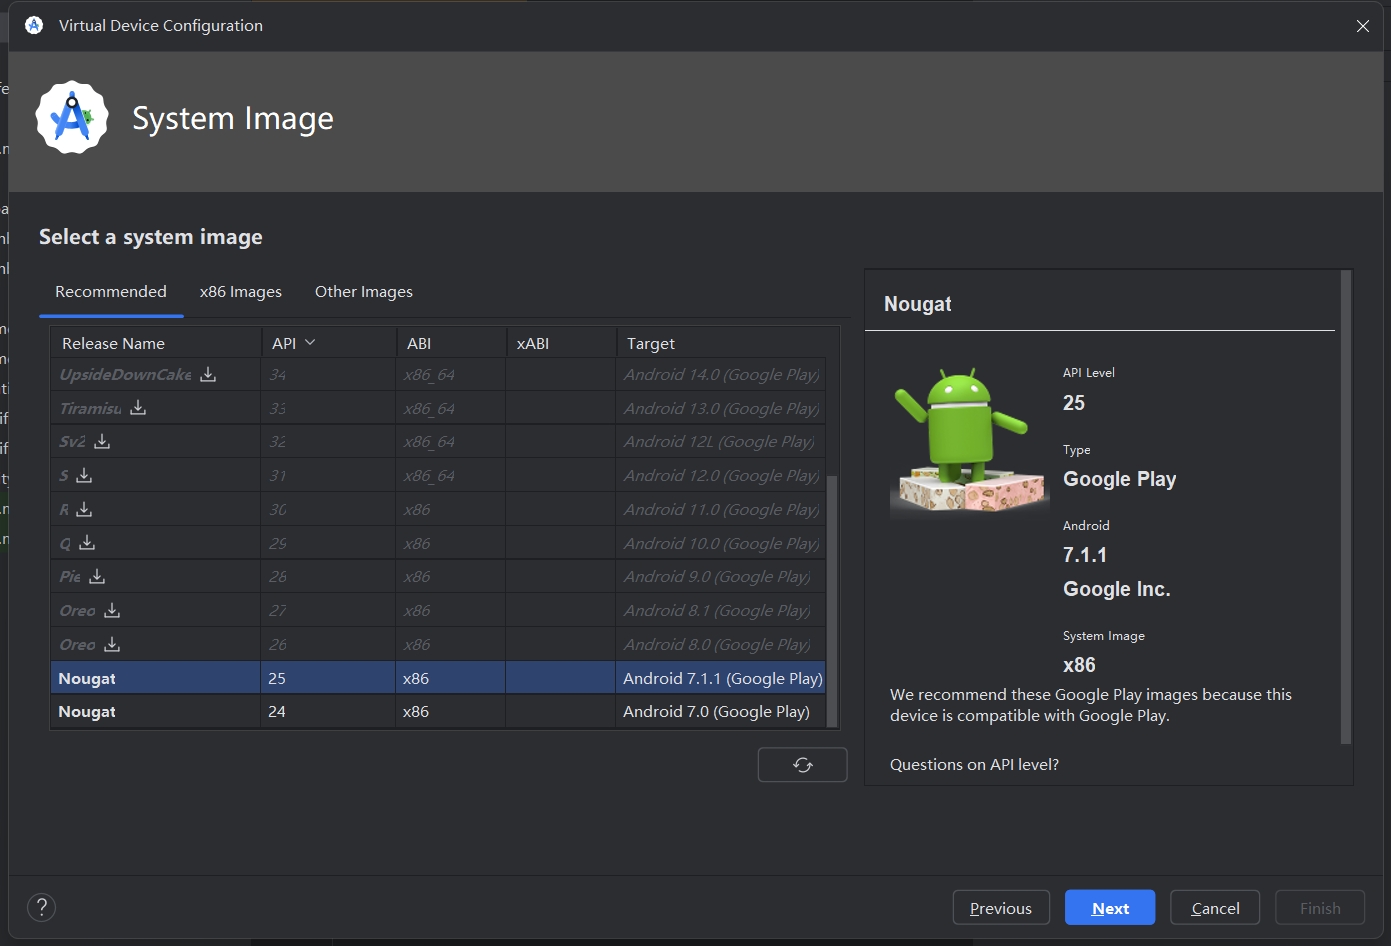 Virtual Device Configuration
System Image
Select a system image
Recommended x86 Images Other Images
Release Name API ABI xABI Target
UpsideDownCake 34 x86_64 Android 14.0 (Google Play)
Tiramisu 33 x86_64 Android 13.0 (Google Play)
Sv2 32 x86_64 Android 12L (Google Play)
S 31 x86_64 Android 12.0 (Google Play)
R 30 x86 Android 11.0 (Google Play)
Q 29 x86 Android 10.0 (Google Play)
Pie 28 x86 Android 9.0 (Google Play)
Oreo 27 x86 Android 8.1 (Google Play)
Oreo 26 x86 Android 8.0 (Google Play)
Nougat 25 x86 Android 7.1.1 (Google Play)
Nougat 24 x86 Android 7.0 (Google Play)
Nougat
API Level
25
Type
Google Play
Android
7.1.1
Google Inc.
System Image
x86
We recommend these Google Play images because this
device is compatible with Google Play.
Questions on API level?
? Previous Next Cancel Finish